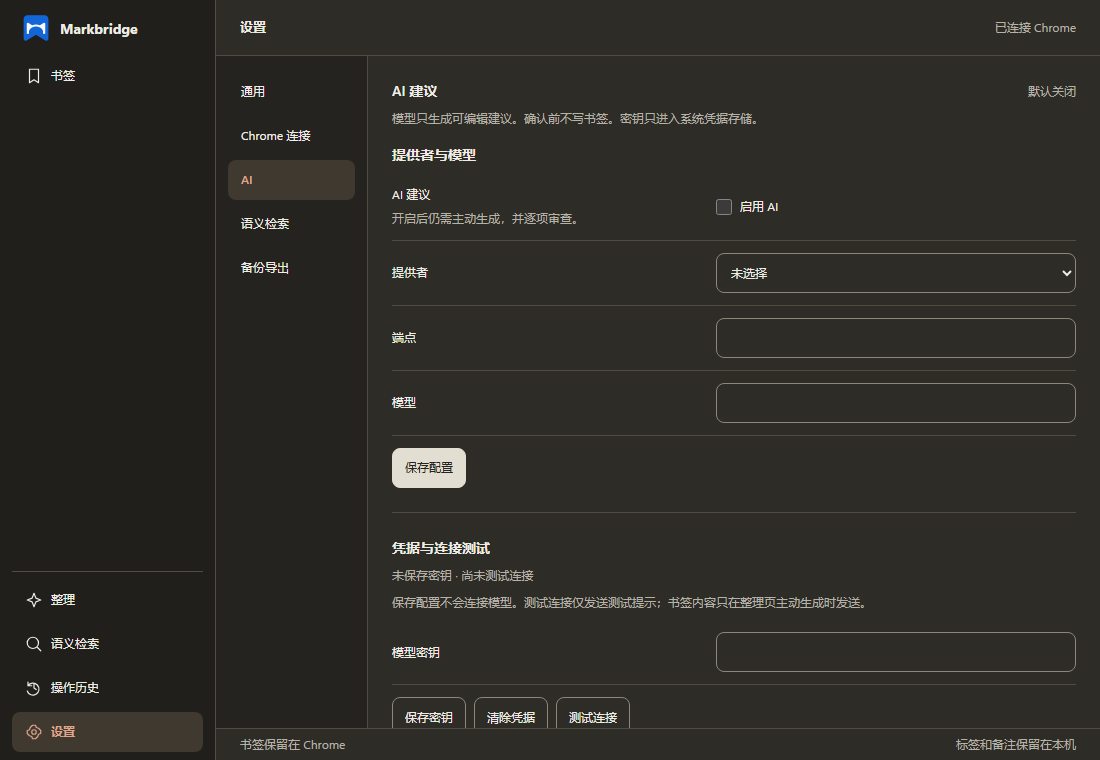 Markbridge
书签
整理
语义检索
操作历史
设置
设置
已连接 Chrome
通用
Chrome 连接
AI
语义检索
备份导出
AI 建议
默认关闭
模型只生成可编辑建议。确认前不写书签。密钥只进入系统凭据存储。
提供者与模型
AI 建议
开启后仍需主动生成，并逐项审查。
启用 AI
提供者
未选择
端点
模型
保存配置
凭据与连接测试
未保存密钥 · 尚未测试连接
保存配置不会连接模型。测试连接仅发送测试提示；书签内容只在整理页主动生成时发送。
模型密钥
保存密钥
清除凭据
测试连接
书签保留在 Chrome
标签和备注保留在本机